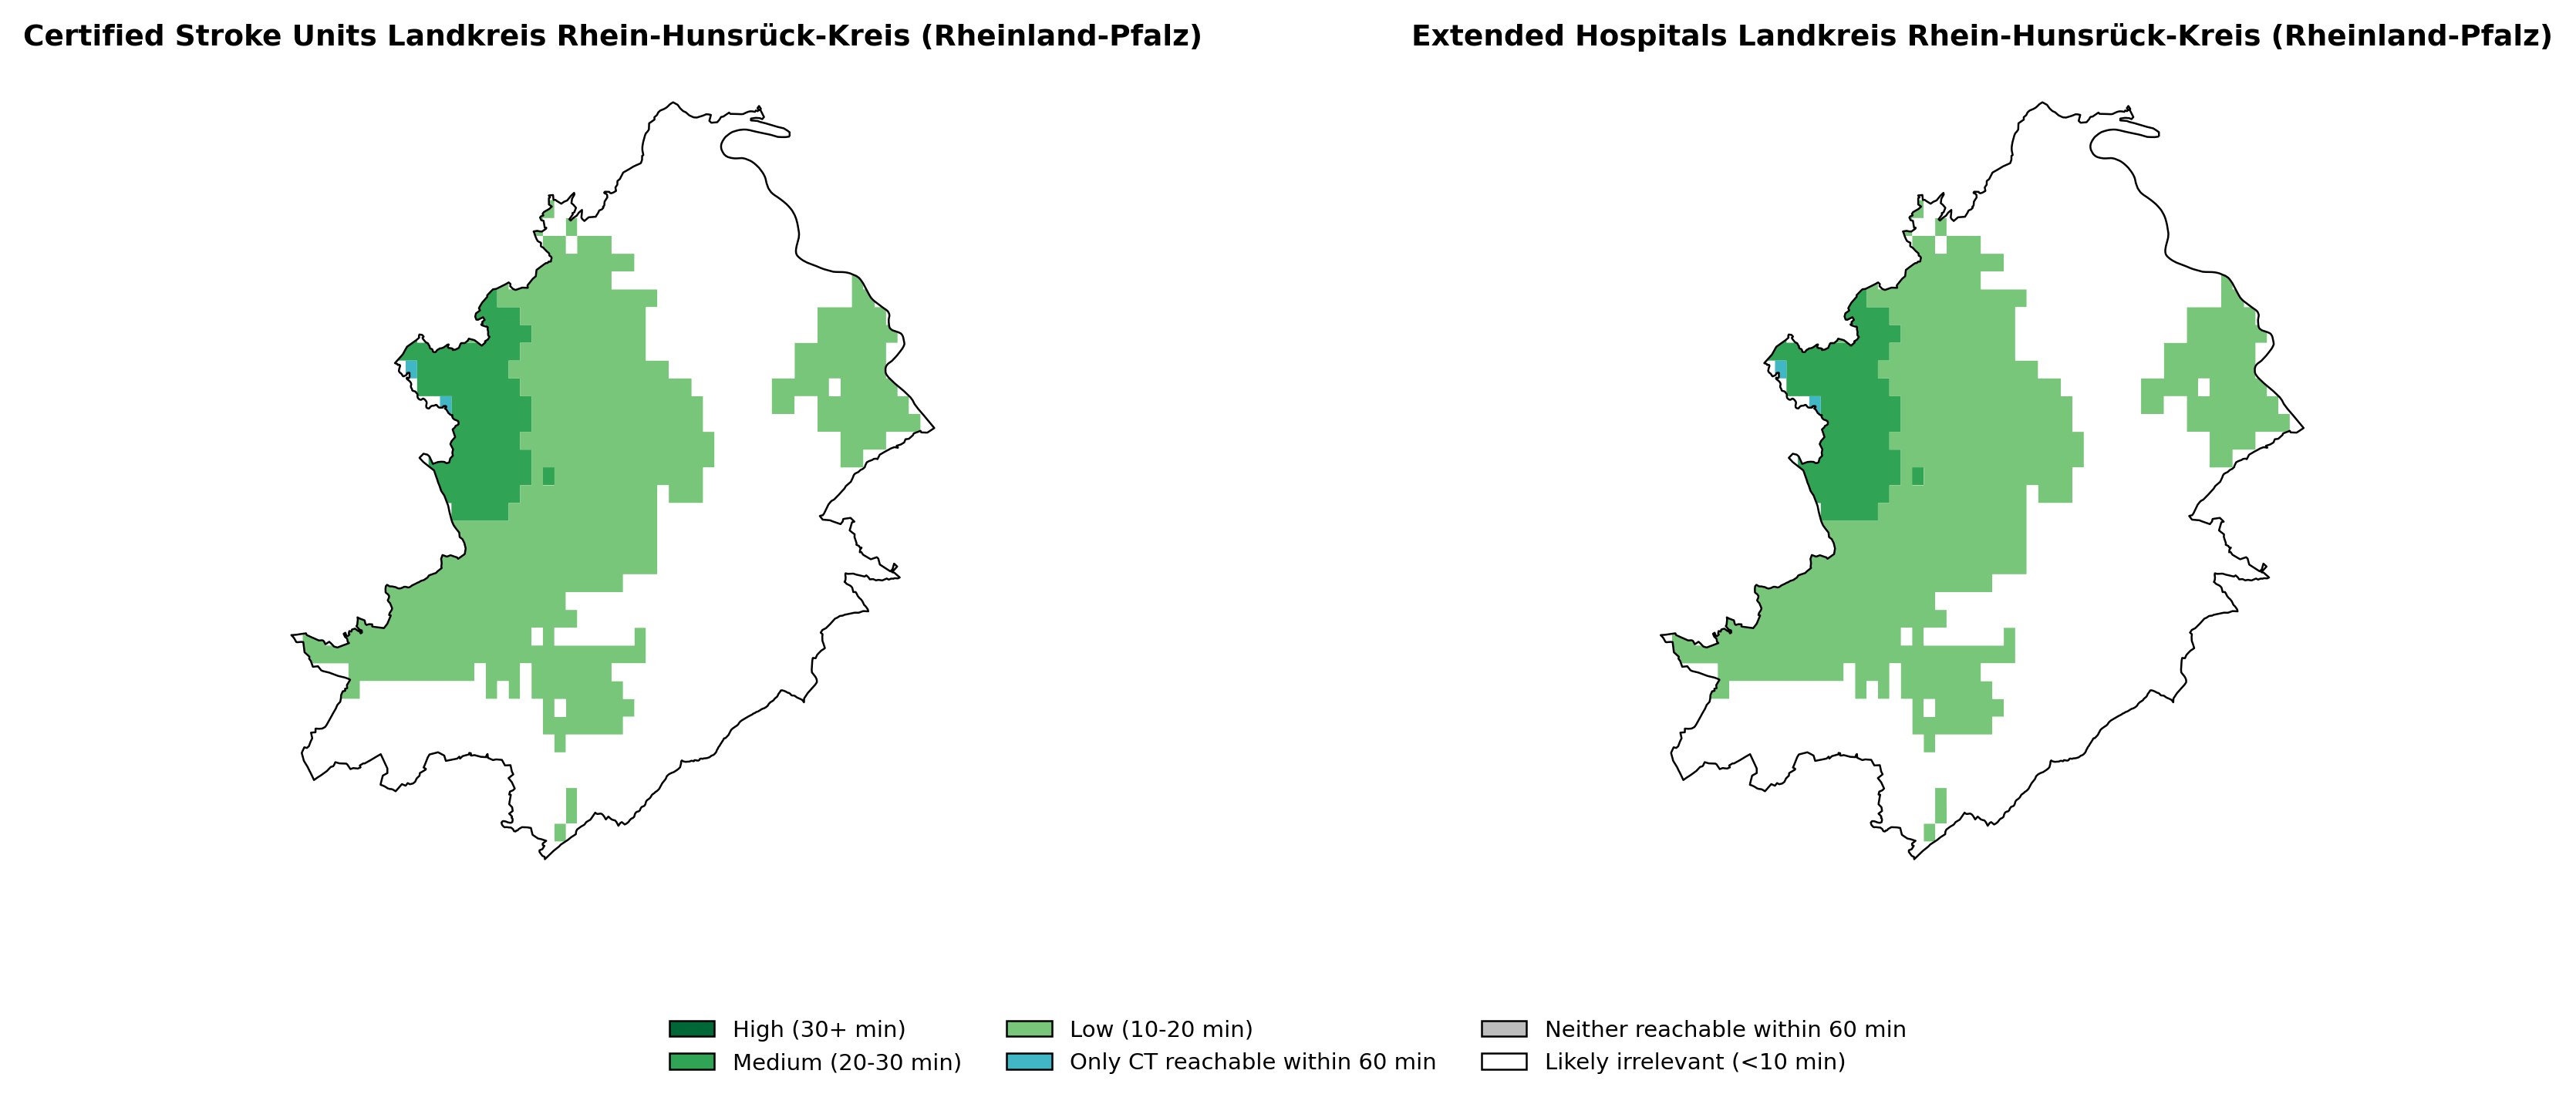 Certified Stroke Units Landkreis Rhein-Hunsrück-Kreis (Rheinland-Pfalz)
Extended Hospitals Landkreis Rhein-Hunsrück-Kreis (Rheinland-Pfalz)
High (30+ min)
Medium (20-30 min)
Low (10-20 min)
Only CT reachable within 60 min
Neither reachable within 60 min
Likely irrelevant (<10 min)